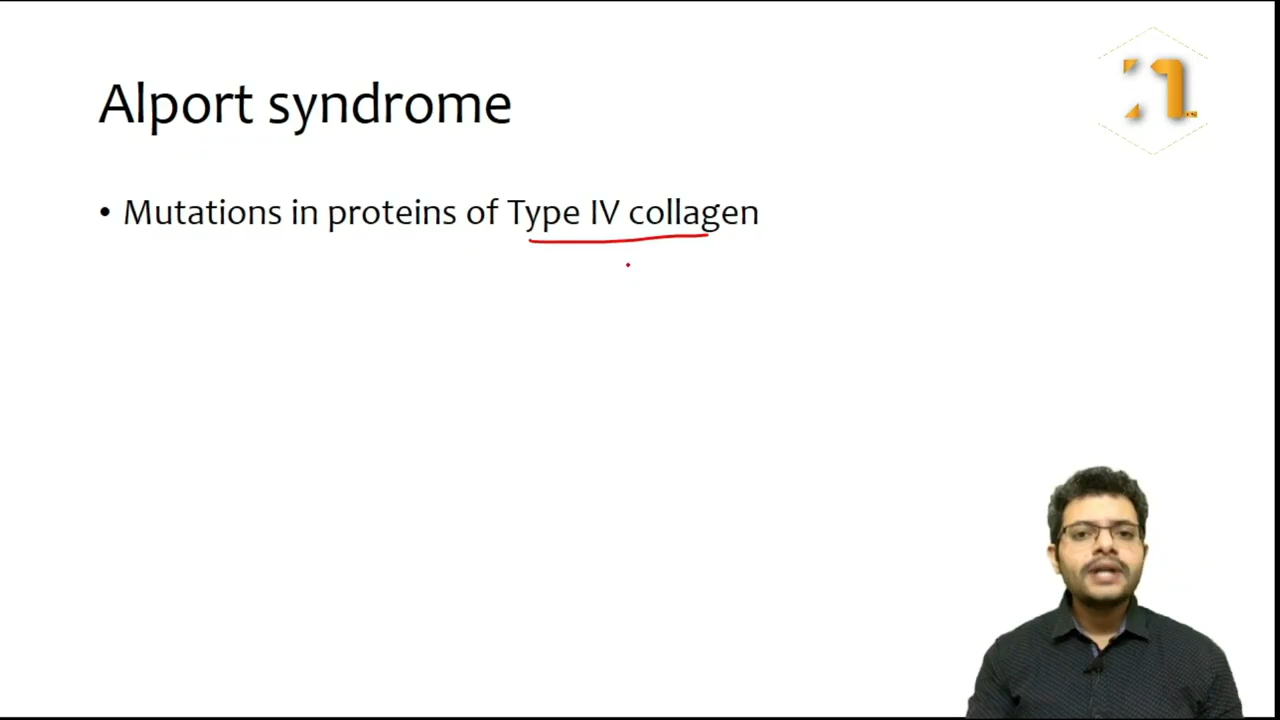 Alport syndrome
• Mutations in proteins of Type IV collagen